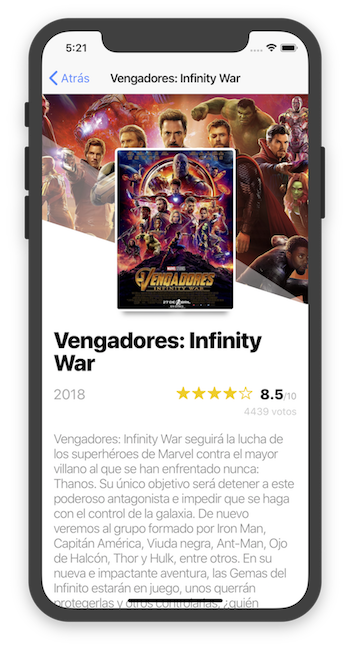 5:21
Atrás
Vengadores: Infinity War
MARVEL STUDIOS
VENGADORES
INFINITY WAR
27 DE ABRIL
Vengadores: Infinity
War
2018
8.5/10
4439 votos
Vengadores: Infinity War seguirá la lucha de
los superhéroes de Marvel contra el mayor
villano al que se han enfrentado nunca:
Thanos. Su único objetivo será detener a este
poderoso antagonista e impedir que se haga
con el control de la galaxia. De nuevo
veremos al grupo formado por Iron Man,
Capitán América, Viuda negra, Ant-Man, Ojo
de Halcón, Thor y Hulk, entre otros. En su
nueva e impactante aventura, las Gemas del
Infinito estarán en juego, unos querrán
protegerlas y otros controlarlas, ¿quién